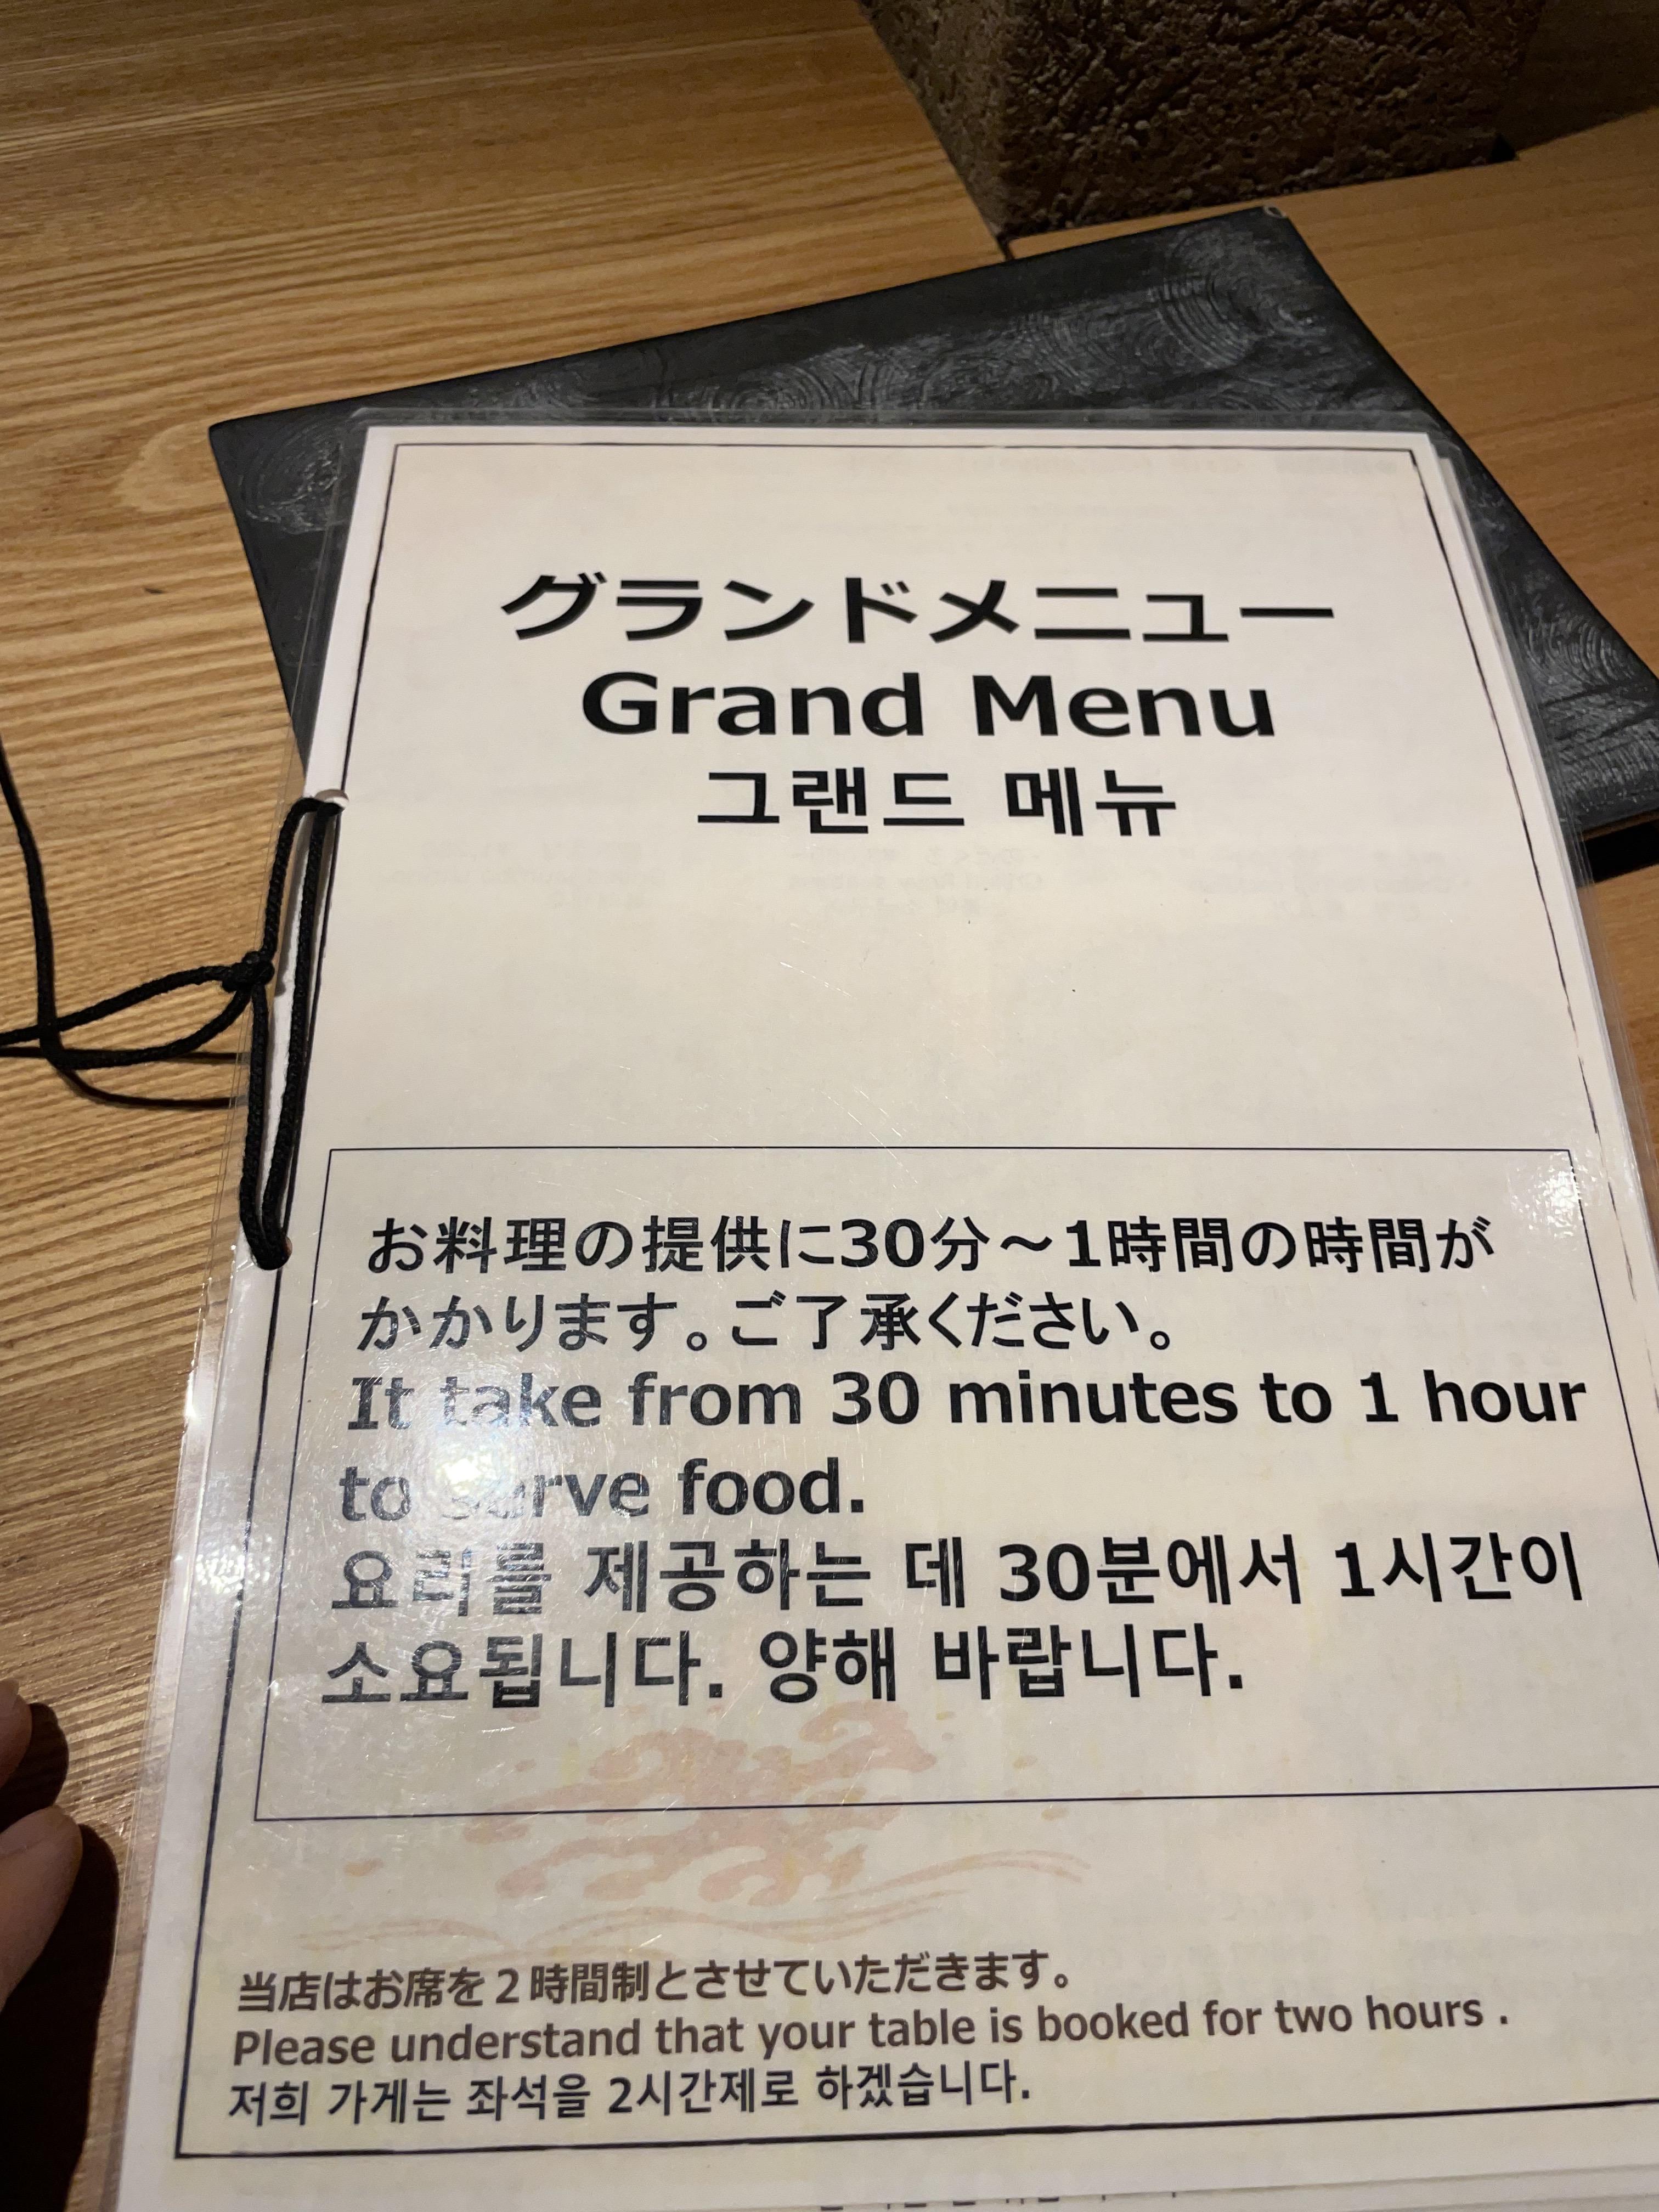 グランドメニュー
Grand Menu
그랜드 메뉴
お料理の提供に30分～1時間の時間が
かかります。ご了承ください。
It take from 30 minutes to 1 hour
to serve food.
요리를 제공하는 데 30분에서 1시간이
소요됩니다. 양해 바랍니다.
当店はお席を２時間制とさせていただきます。
Please understand that your table is booked for two hours .
저희 가게는 좌석을 2시간제로 하겠습니다.